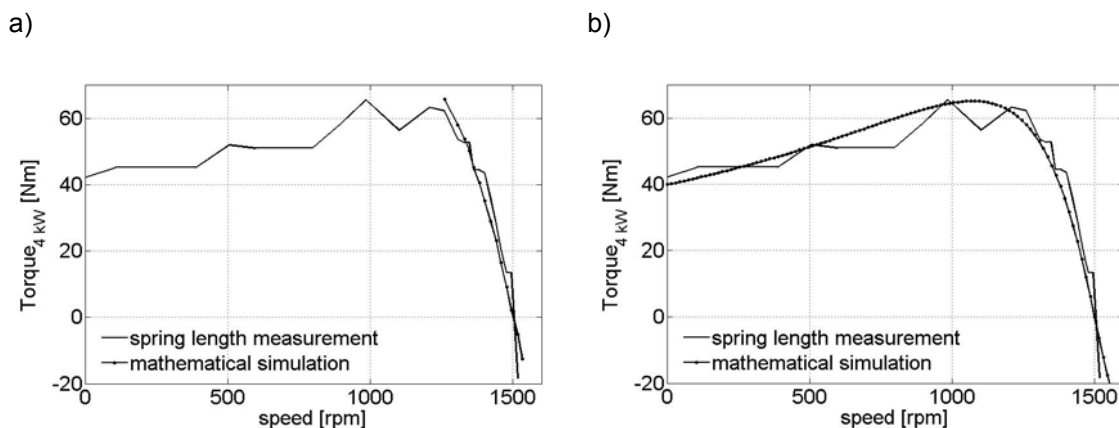 a)
60
40
20
0
-20
Torque4 kW [Nm]
spring length measurement
mathematical simulation
0 500 1000 1500
speed [rpm]
b)
60
40
20
0
-20
Torque4 kW [Nm]
spring length measurement
mathematical simulation
0 500 1000 1500
speed [rpm]